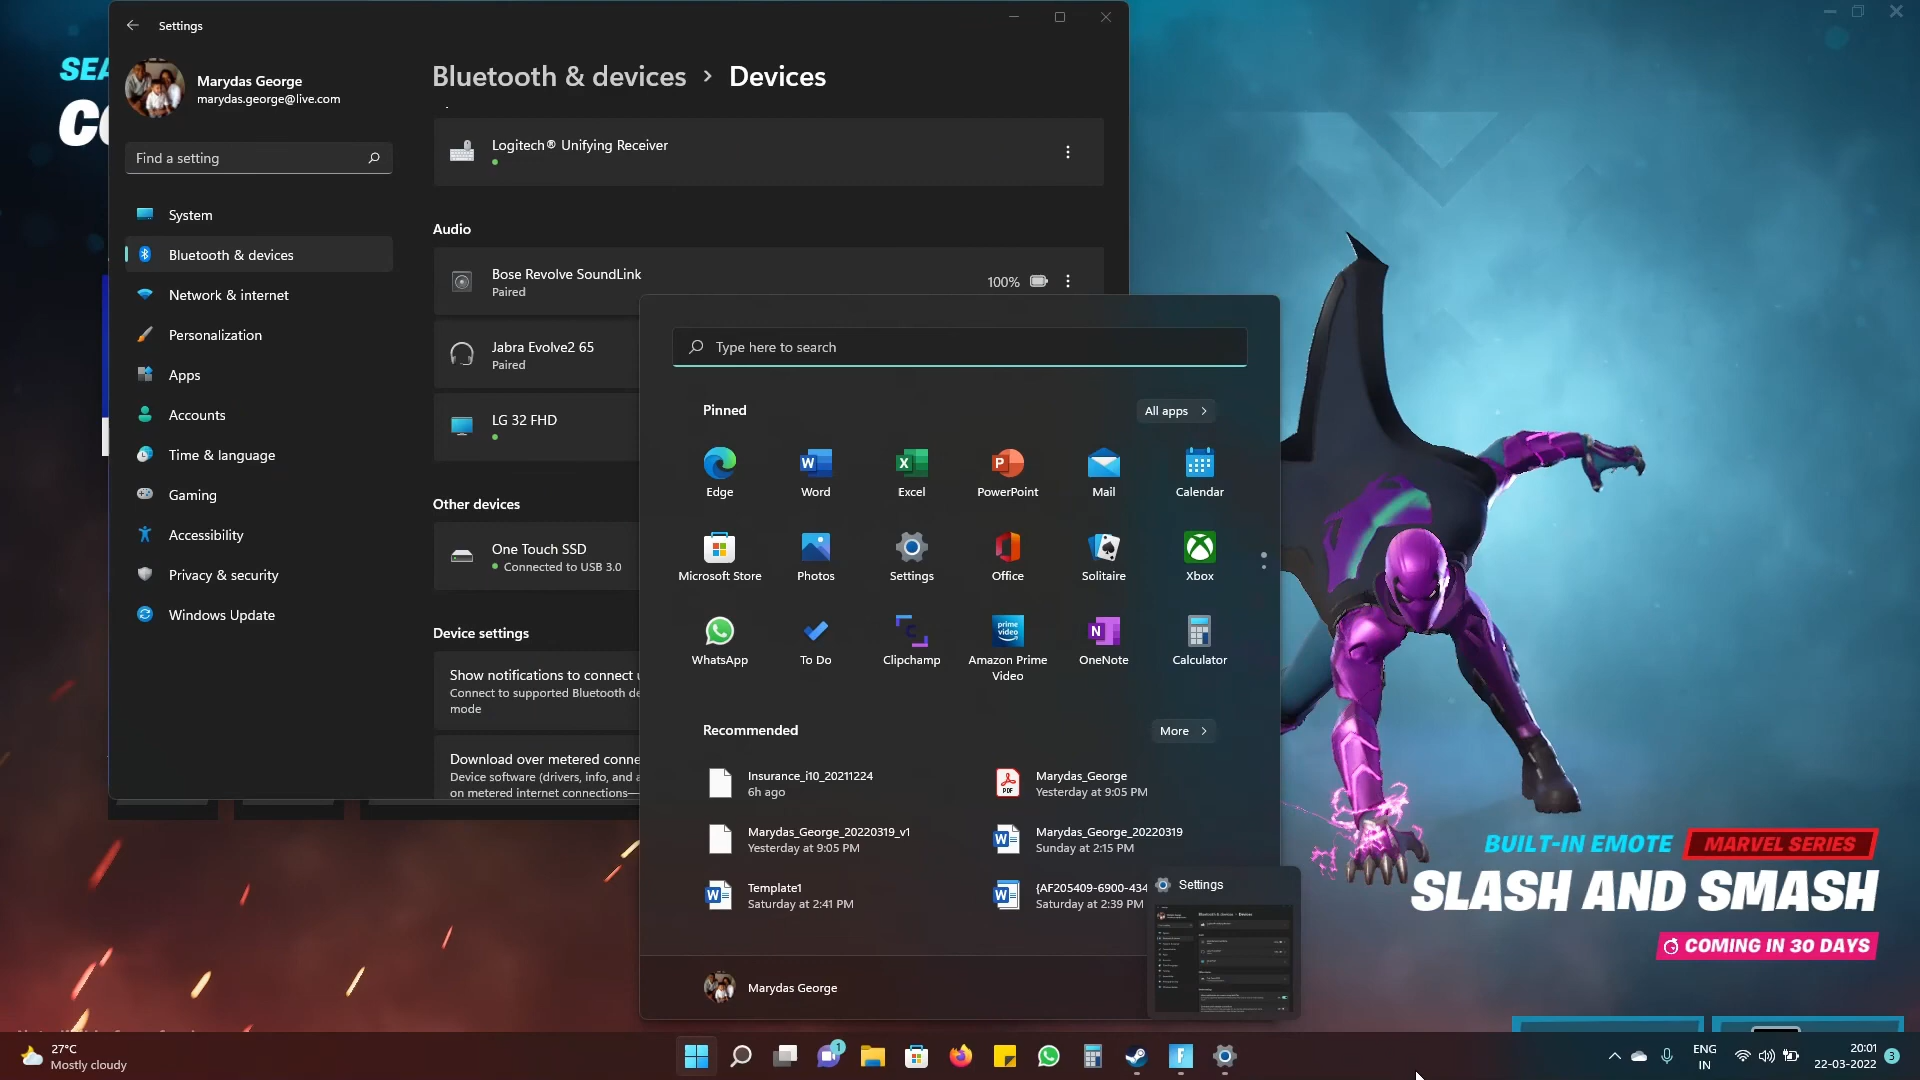 Settings
Marydas George
marydas.george@live.com
Find a setting
System
Bluetooth & devices
Network & internet
Personalization
Apps
Accounts
Time & language
Gaming
Accessibility
Privacy & security
Windows Update
Bluetooth & devices › Devices
Logitech® Unifying Receiver
Audio
Bose Revolve SoundLink
Paired
100%
Jabra Evolve2 65
Paired
LG 32 FHD
Other devices
One Touch SSD
Connected to USB 3.0
Device settings
Show notifications to connect
Connect to supported Bluetooth
mode
Download over metered
Device software (drivers, info, and
on metered internet connections—
Type here to search
Pinned
All apps
Edge
Word
Excel
PowerPoint
Mail
Calendar
Microsoft Store
Photos
Settings
Office
Solitaire
Xbox
WhatsApp
To Do
Clipchamp
prime
video
Amazon Prime
Video
OneNote
Calculator
Recommended
More
Insurance_i10_20211224
6h ago
Marydas_George
Yesterday at 9:05 PM
Marydas_George_20220319_v1
Yesterday at 9:05 PM
Marydas_George_20220319
Sunday at 2:15 PM
Template1
Saturday at 2:41 PM
{AF205409-6900-434
Saturday at 2:39 PM
Settings
Marydas George
BUILT-IN EMOTE
MARVEL SERIES
SLASH AND SMASH
COMING IN 30 DAYS
27°C
Mostly cloudy
1
ENG
IN
20:01
22-03-2022
3